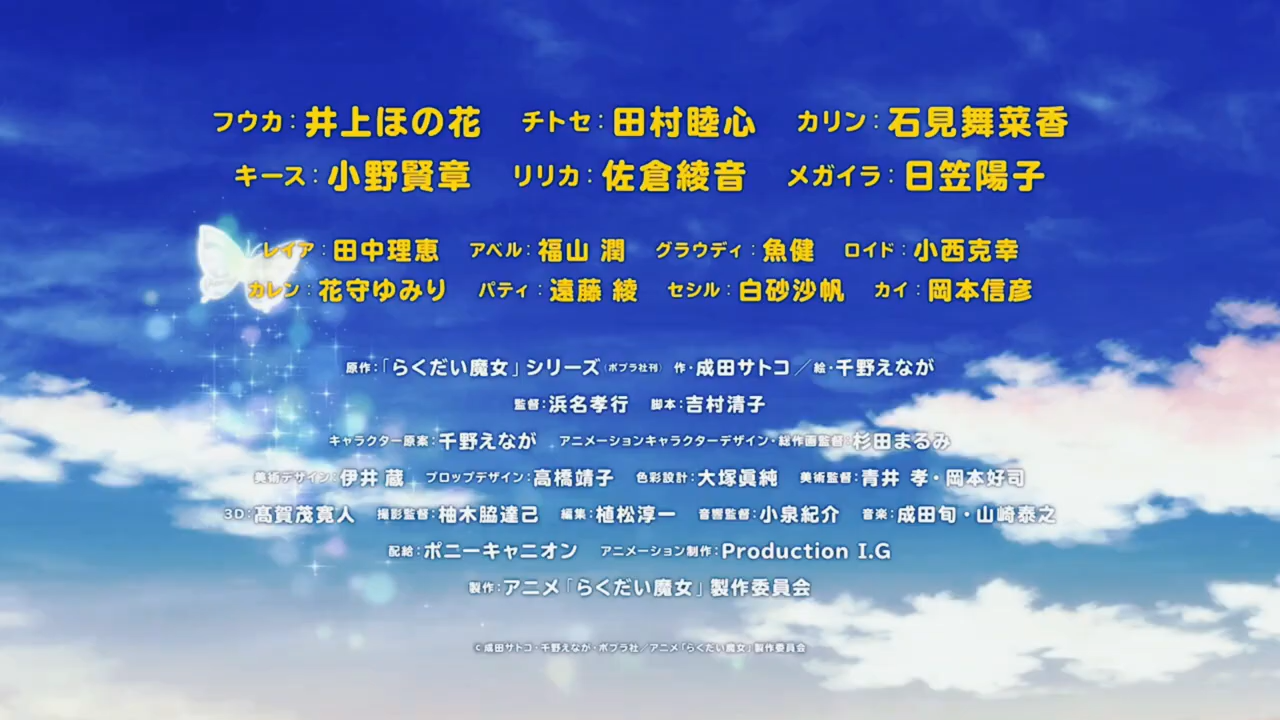 フウカ：井上ほの花　チトセ：田村睦心　カリン：石見舞菜香
キース：小野賢章　リリカ：佐倉綾音　メガイラ：日笠陽子
レイア：田中理恵　アベル：福山 潤　グラウディ：魚健　ロイド：小西克幸
カレン：花守ゆみり　パティ：遠藤 綾　セシル：白砂沙帆　カイ：岡本信彦
原作：「らくだい魔女」シリーズ（ポプラ社刊）　作・成田サトコ／絵・千野えなが
監督：浜名孝行　脚本：吉村清子
キャラクター原案：千野えなが　アニメーションキャラクターデザイン・総作画監督：杉田まるみ
美術デザイン：伊井 蔵　プロップデザイン：高橋靖子　色彩設計：大塚眞純　美術監督：青井 孝・岡本好司
3D：髙賀茂寛人　撮影監督：柚木脇達己　編集：植松淳一　音響監督：小泉紀介　音楽：成田旬・山崎泰之
配給：ポニーキャニオン　アニメーション制作：Production I.G
製作：アニメ「らくだい魔女」製作委員会
©成田サトコ・千野えなが・ポプラ社／アニメ「らくだい魔女」製作委員会